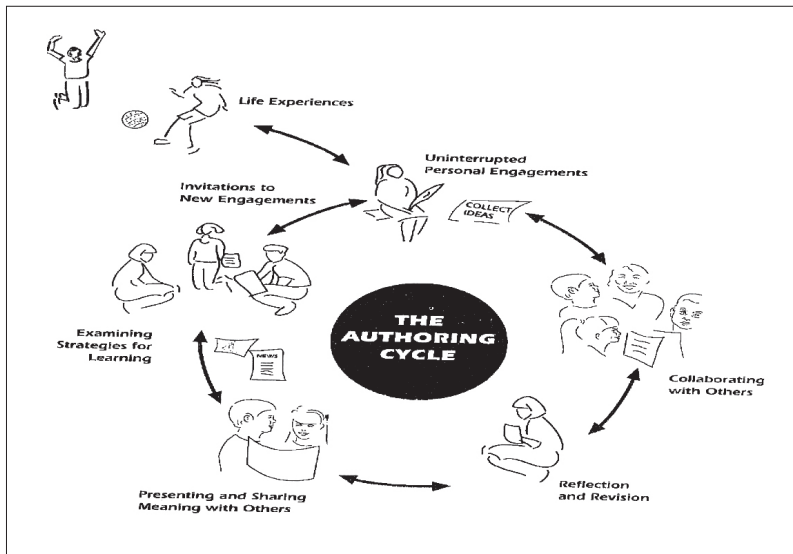 Life Experiences
Uninterrupted
Personal Engagements
Invitations to
New Engagements
COLLECT
IDEAS
THE
AUTHORING
CYCLE
Examining
Strategies for
Learning
NEWS
Collaborating
with Others
Presenting and Sharing
Meaning with Others
Reflection
and Revision